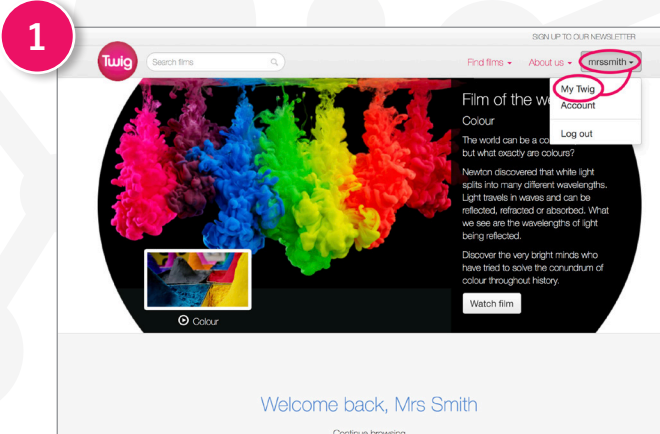 1
SIGN UP TO OUR NEWSLETTER
Twig
Search films
Find films
About us
mrssmith
My Twig
Account
Log out
Film of the we
Colour
The world can be a co
but what exactly are colours?
Newton discovered that white light
splits into many different wavelengths.
Light travels in waves and can be
reflected, refracted or absorbed. What
we see are the wavelengths of light
being reflected.
Discover the very bright minds who
have tried to solve the conundrum of
colour throughout history.
Watch film
Colour
Welcome back, Mrs Smith
Continue browsing